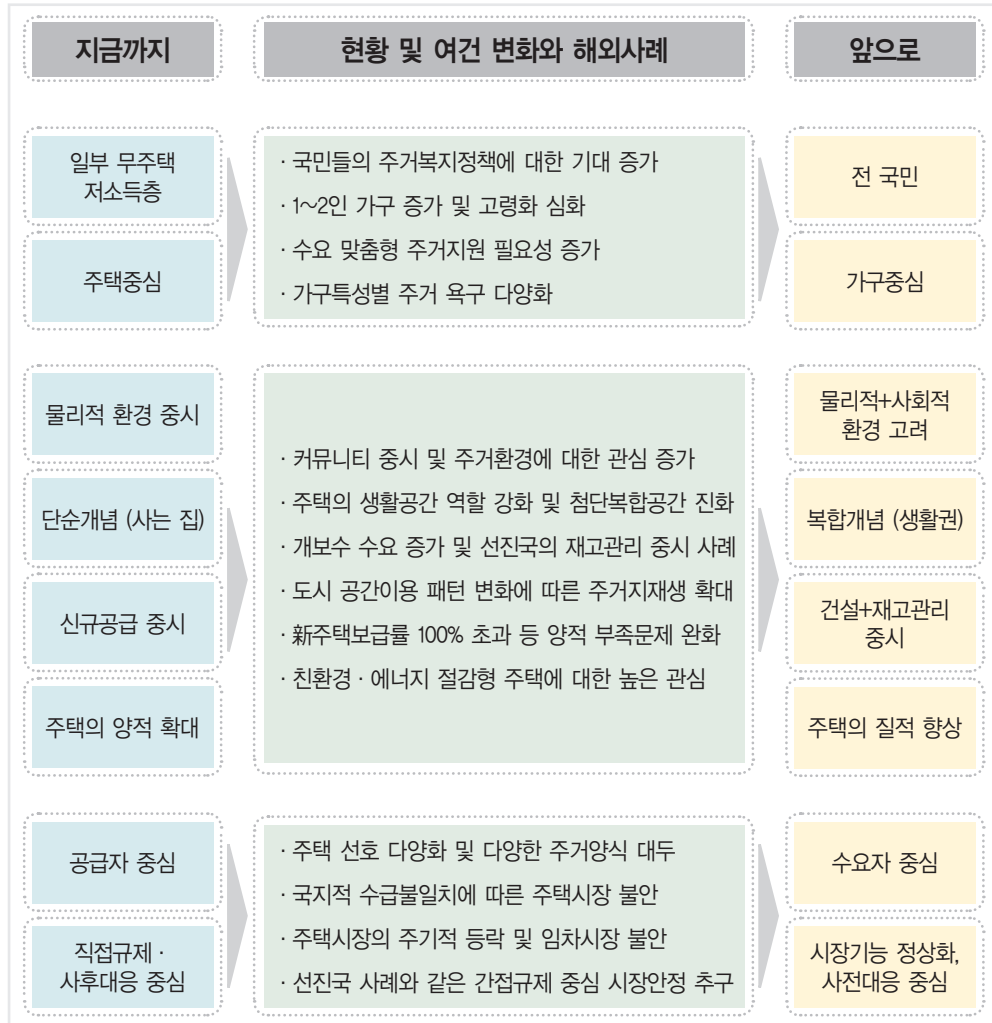 지금까지
현황 및 여건 변화와 해외사례
앞으로
일부 무주택
저소득층
주택중심
· 국민들의 주거복지정책에 대한 기대 증가
· 1~2인 가구 증가 및 고령화 심화
· 수요 맞춤형 주거지원 필요성 증가
· 가구특성별 주거 욕구 다양화
전 국민
가구중심
물리적 환경 중시
단순개념 (사는 집)
신규공급 중시
주택의 양적 확대
· 커뮤니티 중시 및 주거환경에 대한 관심 증가
· 주택의 생활공간 역할 강화 및 첨단복합공간 진화
· 개보수 수요 증가 및 선진국의 재고관리 중시 사례
· 도시 공간이용 패턴 변화에 따른 주거지재생 확대
· 新주택보급률 100% 초과 등 양적 부족문제 완화
· 친환경 · 에너지 절감형 주택에 대한 높은 관심
물리적+사회적
환경 고려
복합개념 (생활권)
건설+재고관리
중시
주택의 질적 향상
공급자 중심
직접규제 ·
사후대응 중심
· 주택 선호 다양화 및 다양한 주거양식 대두
· 국지적 수급불일치에 따른 주택시장 불안
· 주택시장의 주기적 등락 및 임차시장 불안
· 선진국 사례와 같은 간접규제 중심 시장안정 추구
수요자 중심
시장기능 정상화,
사전대응 중심